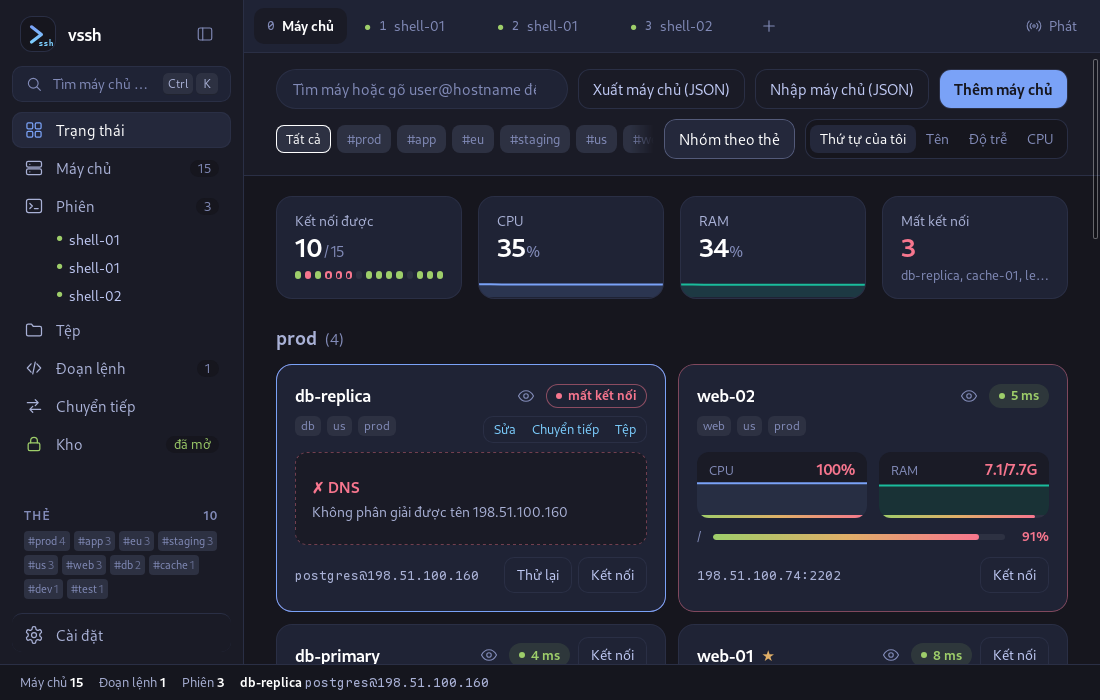 vssh
Tìm máy chủ ... Ctrl K
Trạng thái
Máy chủ 15
Phiên 3
shell-01
shell-01
shell-02
Tệp
Đoạn lệnh 1
Chuyển tiếp
Kho đã mở
THẺ 10
#prod 4 #app 3 #eu 3 #staging 3
#us 3 #web 3 #db 2 #cache 1
#dev 1 #test 1
Cài đặt
0 Máy chủ 1 shell-01 2 shell-01 3 shell-02 + Phát
Tìm máy hoặc gõ user@hostname để Xuất máy chủ (JSON) Nhập máy chủ (JSON) Thêm máy chủ
Tất cả #prod #app #eu #staging #us Nhóm theo thẻ Thứ tự của tôi Tên Độ trễ CPU
Kết nối được
10/15
CPU
35%
RAM
34%
Mất kết nối
3
db-replica, cache-01, le...
prod (4)
db-replica mất kết nối
db us prod Sửa Chuyển tiếp Tệp
✗ DNS
Không phân giải được tên 198.51.100.160
postgres@198.51.100.160 Thử lại Kết nối
web-02 5 ms
web us prod
CPU 100% RAM 7.1/7.7G
/ 91%
198.51.100.74:2202 Kết nối
db-primary 4 ms Kết nối
web-01 ★ 8 ms Kết nối
Máy chủ 15 Đoạn lệnh 1 Phiên 3 db-replica postgres@198.51.100.160